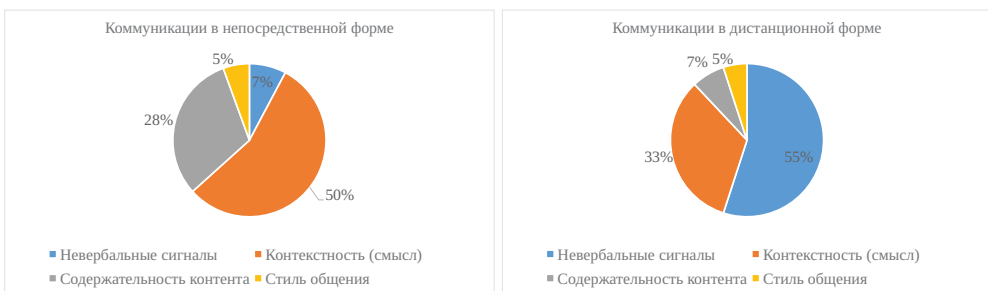 Коммуникации в непосредственной форме
5%
7%
28%
50%
Невербальные сигналы
Контекстность (смысл)
Содержательность контента
Стиль общения
Коммуникации в дистанционной форме
7%
5%
33%
55%
Невербальные сигналы
Контекстность (смысл)
Содержательность контента
Стиль общения